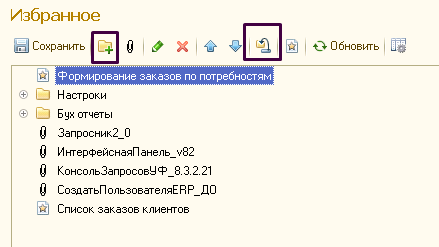 Избранное
Сохранить Обновить
Формирование заказов по потребностям
Настроки
Бух отчеты
Запросник2_0
ИнтерфейснаяПанель_v82
КонсольЗапросовУФ_8.3.2.21
СоздатьПользователяERP_ДО
Список заказов клиентов